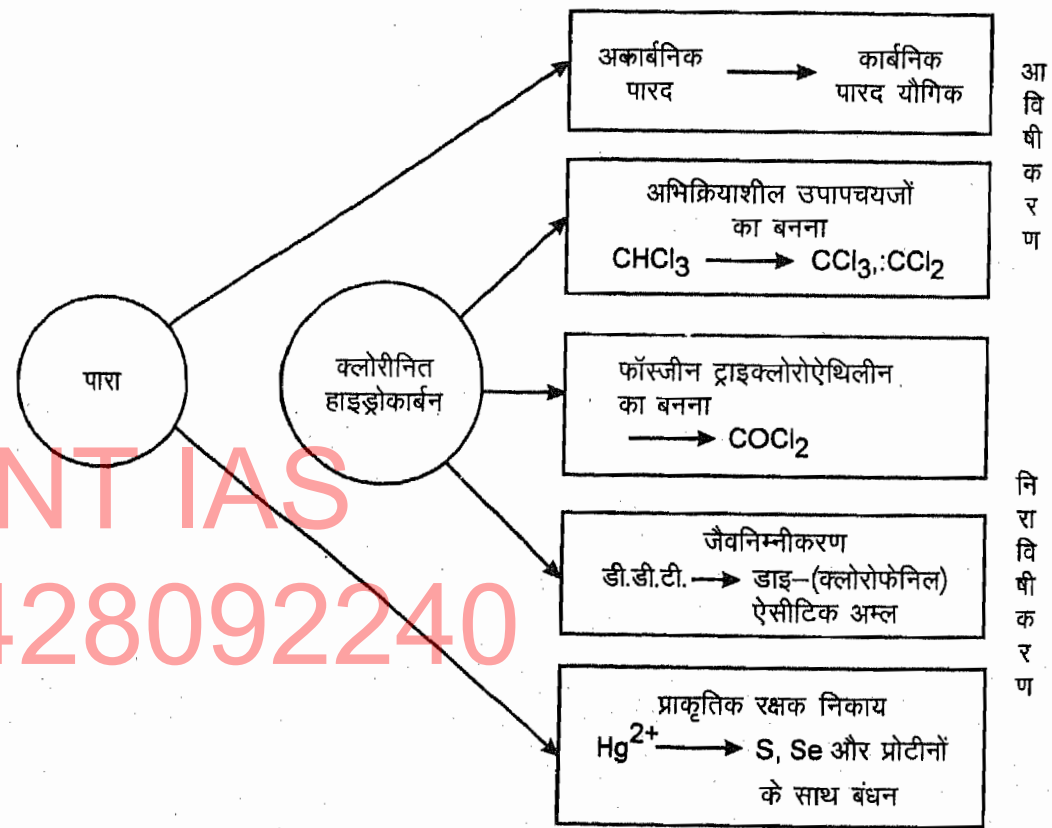 अकार्बनिक → कार्बनिक
पारद पारद यौगिक
अभिक्रियाशील उपापचयजों
का बनना
CHCl3 → CCl3,:CCl2
पारा
क्लोरीनित
हाइड्रोकार्बन
फॉस्जीन ट्राइक्लोरोऐथिलीन
का बनना
→ COCl2
जैवनिम्नीकरण
डी.डी.टी. → डाइ–(क्लोरोफेनिल)
ऐसीटिक अम्ल
प्राकृतिक रक्षक निकाय
Hg2+ → S, Se और प्रोटीनों
के साथ बंधन
आ
वि
षी
क
र
ण
नि
रा
वि
षी
क
र
ण
NT IAS
428092240